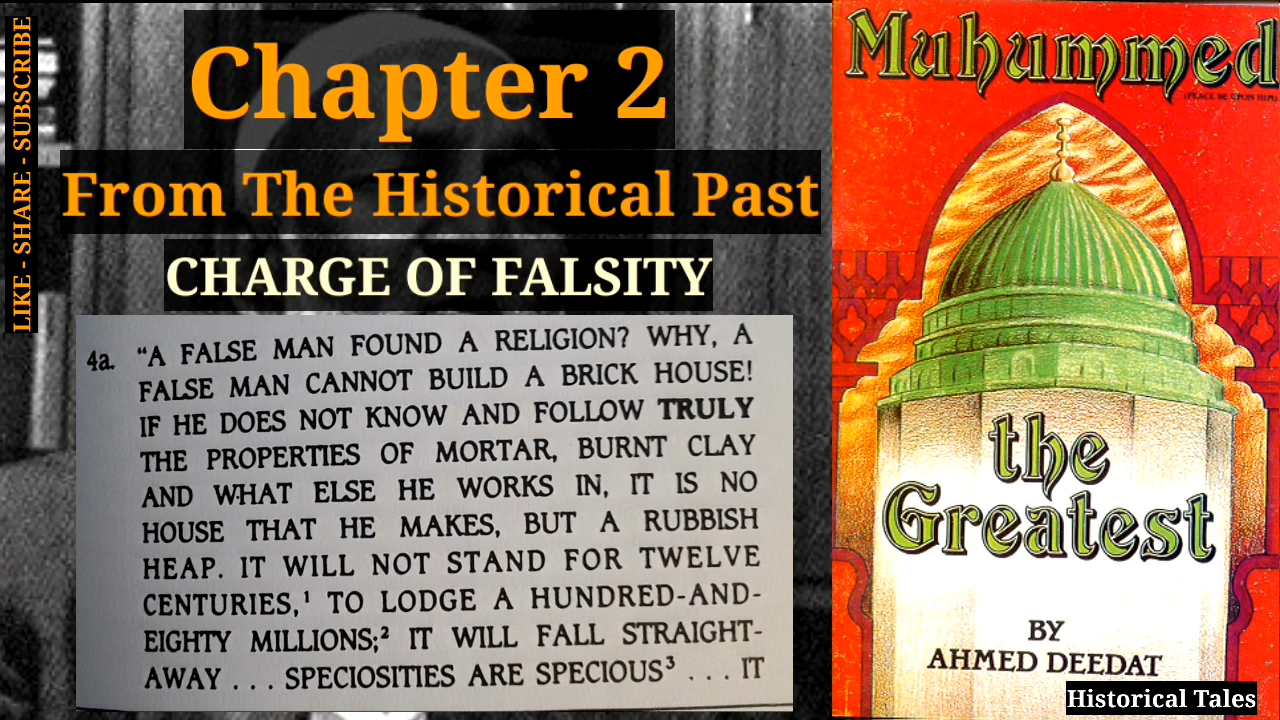 LIKE - SHARE - SUBSCRIBE
Chapter 2
From The Historical Past
CHARGE OF FALSITY
4a. “A FALSE MAN FOUND A RELIGION? WHY, A
FALSE MAN CANNOT BUILD A BRICK HOUSE!
IF HE DOES NOT KNOW AND FOLLOW TRULY
THE PROPERTIES OF MORTAR, BURNT CLAY
AND WHAT ELSE HE WORKS IN, IT IS NO
HOUSE THAT HE MAKES, BUT A RUBBISH
HEAP. IT WILL NOT STAND FOR TWELVE
CENTURIES,¹ TO LODGE A HUNDRED-AND-
EIGHTY MILLIONS;² IT WILL FALL STRAIGHT-
AWAY . . . SPECIOSITIES ARE SPECIOUS³ . . . IT
Muhummed
(PEACE BE UPON HIM)
the
Greatest
BY
AHMED DEEDAT
Historical Tales